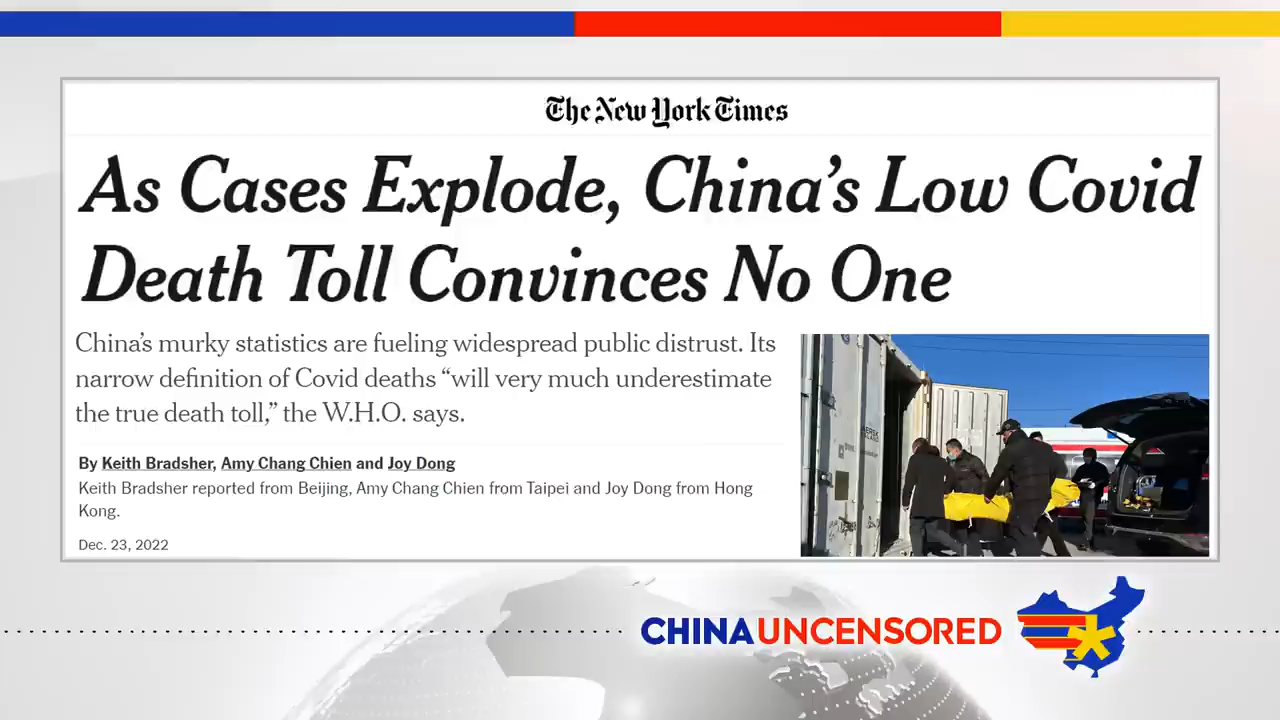 The New York Times
As Cases Explode, China’s Low Covid
Death Toll Convinces No One
China’s murky statistics are fueling widespread public distrust. Its
narrow definition of Covid deaths “will very much underestimate
the true death toll,” the W.H.O. says.
By Keith Bradsher, Amy Chang Chien and Joy Dong
Keith Bradsher reported from Beijing, Amy Chang Chien from Taipei and Joy Dong from Hong
Kong.
Dec. 23, 2022
CHINAUNCENSORED